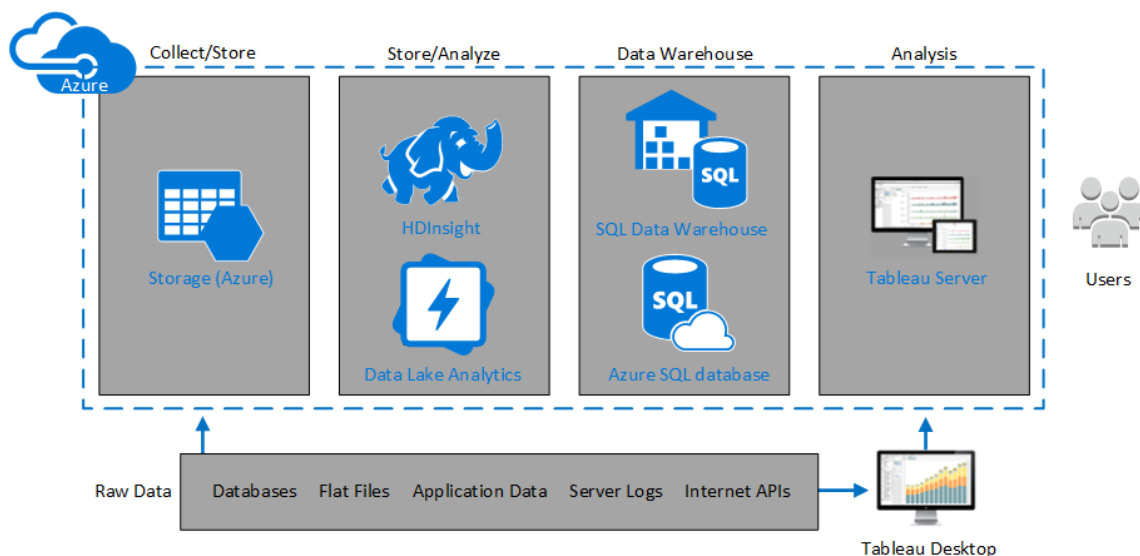 Collect/Store
Store/Analyze
Data Warehouse
Analysis
Azure
Storage (Azure)
HDInsight
Data Lake Analytics
SQL
SQL Data Warehouse
SQL
Azure SQL database
Tableau Server
Users
Raw Data
Databases
Flat Files
Application Data
Server Logs
Internet APIs
Tableau Desktop